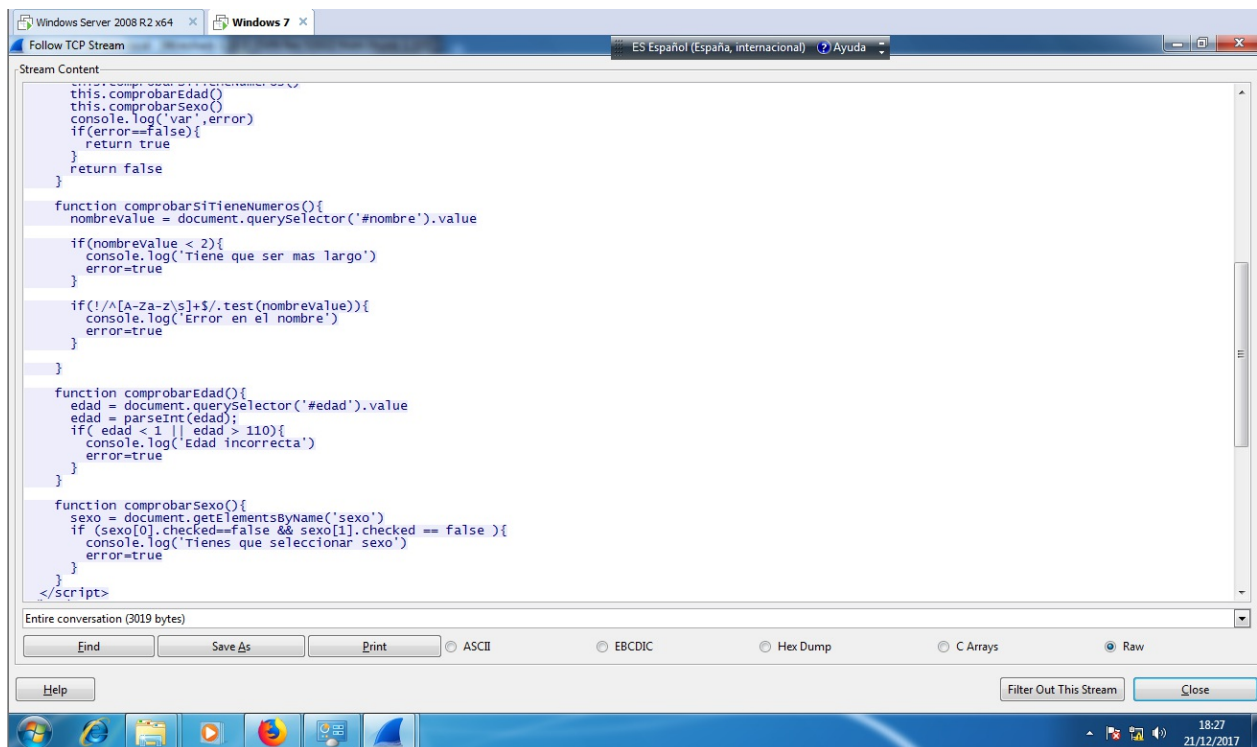 Windows Server 2008 R2 x64 × Windows 7 ×
Follow TCP Stream
ES Español (España, internacional) ? Ayuda
Stream Content
this.comprobarSiTieneNumeros()
this.comprobarEdad()
this.comprobarSexo()
console.log('var',error)
if(error==false){
return true
}
return false
}
function comprobarSiTieneNumeros(){
nombreValue = document.querySelector('#nombre').value
if(nombreValue < 2){
console.log('Tiene que ser mas largo')
error=true
}
if(!/^[A-Za-z\s]+$/.test(nombreValue)){
console.log('Error en el nombre')
error=true
}
}
function comprobarEdad(){
edad = document.querySelector('#edad').value
edad = parseInt(edad);
if( edad < 1 || edad > 110){
console.log('Edad incorrecta')
error=true
}
}
function comprobarSexo(){
sexo = document.getElementsByName('sexo')
if (sexo[0].checked==false && sexo[1].checked == false ){
console.log('Tienes que seleccionar sexo')
error=true
}
}
</script>
Entire conversation (3019 bytes)
Find Save As Print ASCII EBCDIC Hex Dump C Arrays Raw
Help Filter Out This Stream Close
18:27
21/12/2017